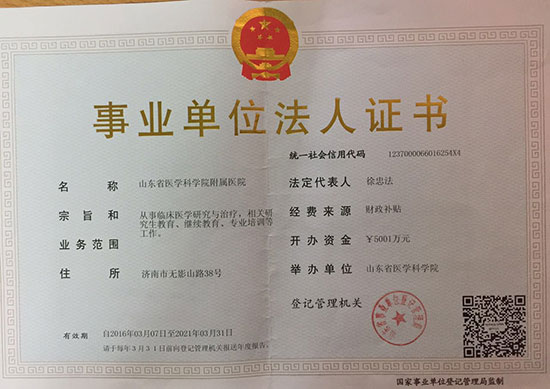 事业单位法人证书
统一社会信用代码 1237000066016254X4
名称 山东省医学科学院附属医院
法定代表人 徐忠法
宗旨和
业务范围
从事临床医学研究与治疗，相关研
究生教育、继续教育、专业培训等
工作。
经费来源 财政补贴
开办资金 ￥5001万元
住所 济南市无影山路38号
举办单位 山东省医学科学院
登记管理机关
有效期 自2016年03月07日至2021年03月31日
请于每年3月31日前向登记管理机关报送年度报告。
国家事业单位登记管理局监制